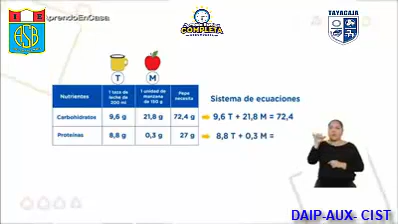 #AprendoEnCasa
ASB
COMPLETA
TAYACAJA
T
M
Nutrientes
1 taza de leche de 200 ml
1 unidad de manzana de 150 g
Pepe necesita
Carbohidratos 9,6 g 21,8 g 72,4 g
Proteínas 8,8 g 0,3 g 27 g
Sistema de ecuaciones
9,6 T + 21,8 M = 72,4
8,8 T + 0,3 M =
DAIP-AUX- CIST